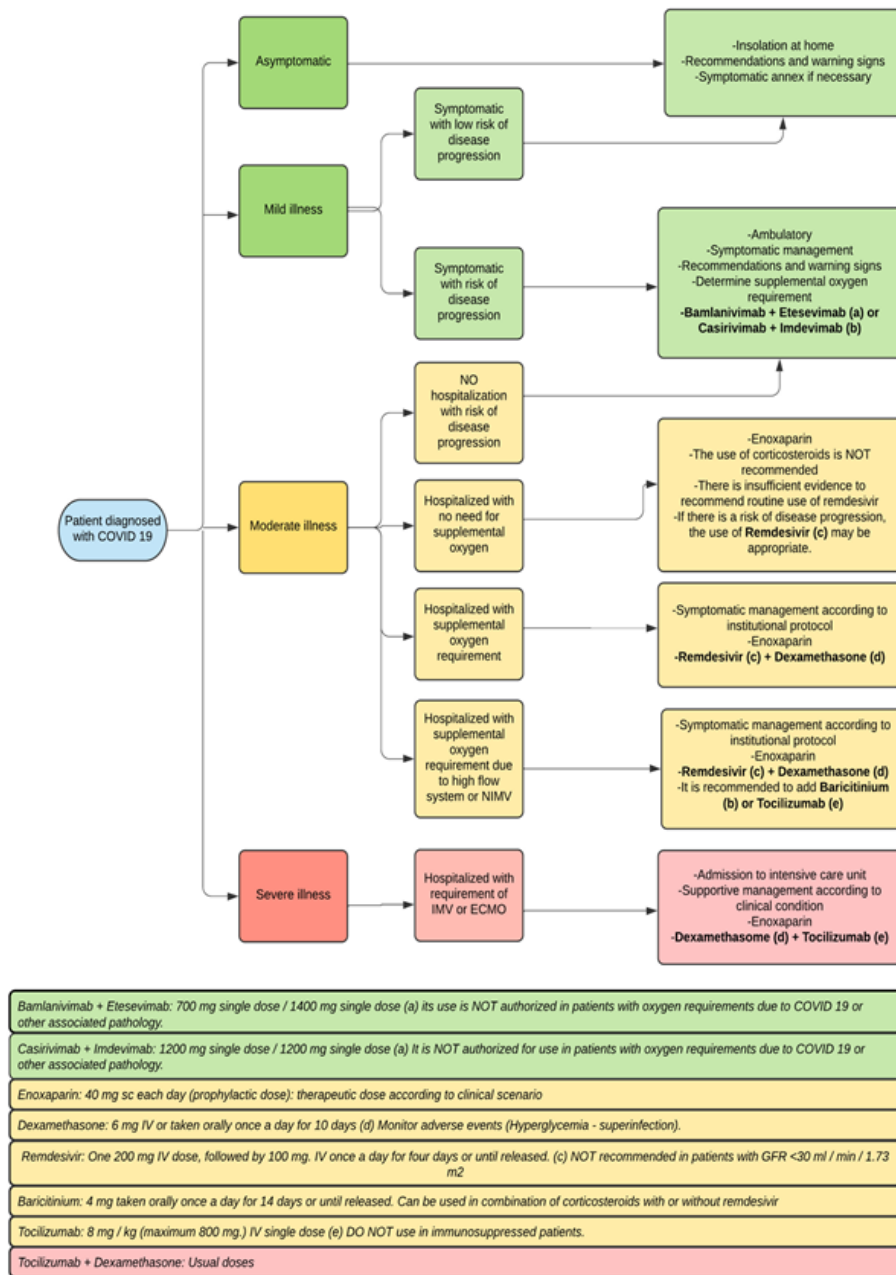 Asymptomatic
-Insolation at home
-Recommendations and warning signs
-Symptomatic annex if necessary
Symptomatic
with low risk of
disease
progression
Mild illness
Symptomatic
with risk of
disease
progression
-Ambulatory
-Symptomatic management
-Recommendations and warning signs
-Determine supplemental oxygen
requirement
-Bamlanivimab + Etesevimab (a) or
Casirivimab + Imdevimab (b)
NO
hospitalization
with risk of
disease
progression
Patient diagnosed
with COVID 19
Moderate illness
Hospitalized with
no need for
supplemental
oxygen
-Enoxaparin
-The use of corticosteroids is NOT
recommended
-There is insufficient evidence to
recommend routine use of remdesivir
-If there is a risk of disease progression,
the use of Remdesivir (c) may be
appropriate.
Hospitalized with
supplemental
oxygen
requirement
-Symptomatic management according to
institutional protocol
-Enoxaparin
-Remdesivir (c) + Dexamethasone (d)
Hospitalized with
supplemental
oxygen
requirement due
to high flow
system or NIMV
-Symptomatic management according to
institutional protocol
-Enoxaparin
-Remdesivir (c) + Dexamethasone (d)
-It is recommended to add Baricitinium
(b) or Tocilizumab (e)
Severe illness
Hospitalized with
requirement of
IMV or ECMO
-Admission to intensive care unit
-Supportive management according to
clinical condition
-Enoxaparin
-Dexamethasome (d) + Tocilizumab (e)
Bamlanivimab + Etesevimab: 700 mg single dose / 1400 mg single dose (a) its use is NOT authorized in patients with oxygen requirements due to COVID 19 or
other associated pathology.
Casirivimab + Imdevimab: 1200 mg single dose / 1200 mg single dose (a) It is NOT authorized for use in patients with oxygen requirements due to COVID 19 or
other associated pathology.
Enoxaparin: 40 mg sc each day (prophylactic dose): therapeutic dose according to clinical scenario
Dexamethasone: 6 mg IV or taken orally once a day for 10 days (d) Monitor adverse events (Hyperglycemia - superinfection).
Remdesivir: One 200 mg IV dose, followed by 100 mg. IV once a day for four days or until released. (c) NOT recommended in patients with GFR <30 ml / min / 1.73
m2
Baricitinium: 4 mg taken orally once a day for 14 days or until released. Can be used in combination of corticosteroids with or without remdesivir
Tocilizumab: 8 mg / kg (maximum 800 mg.) IV single dose (e) DO NOT use in immunosuppressed patients.
Tocilizumab + Dexamethasone: Usual doses